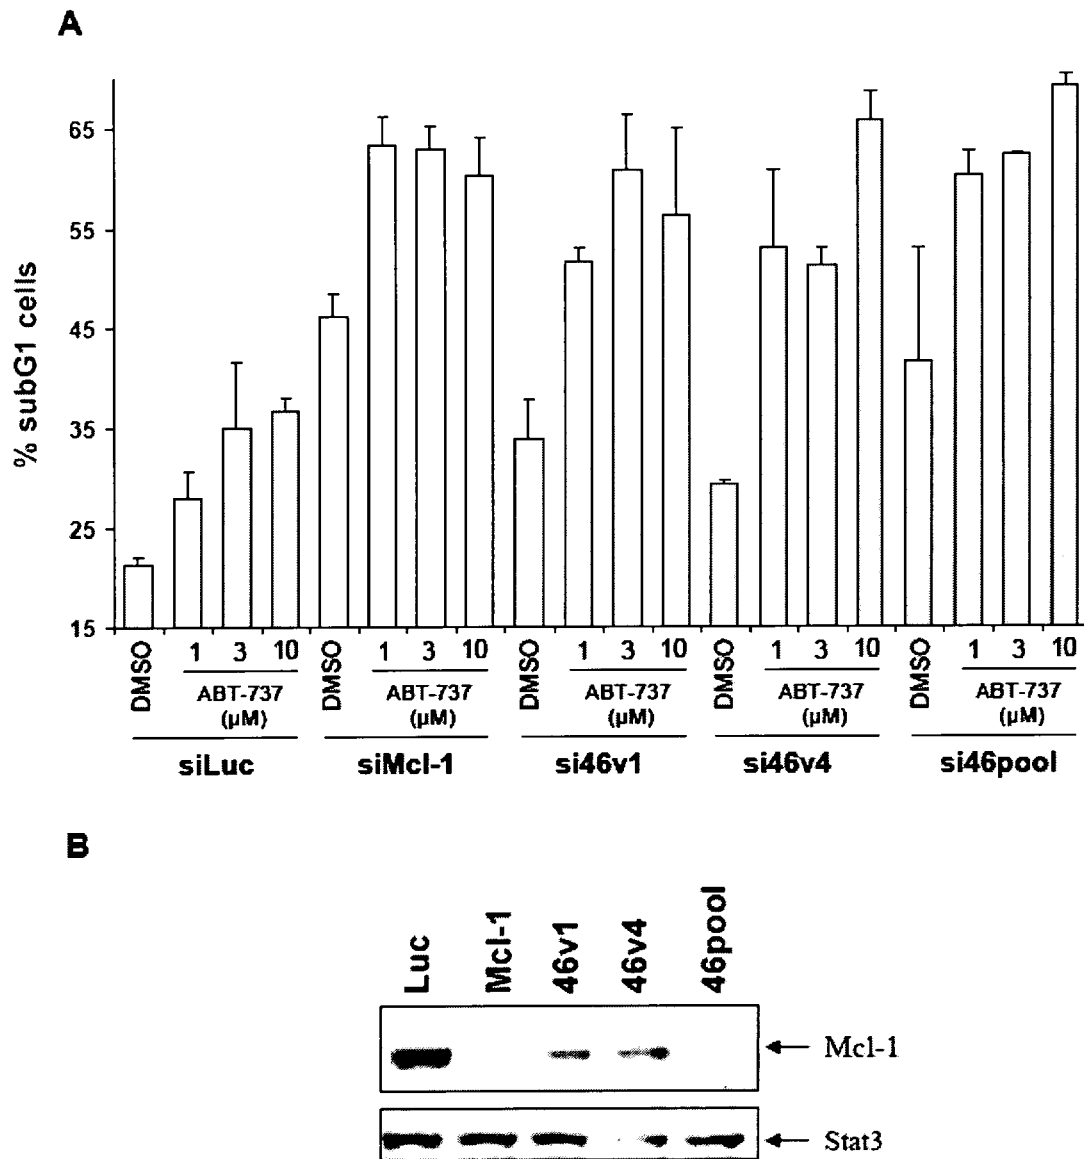 A
% subG1 cells
65
55
45
35
25
15
DMSO 1 3 10 DMSO 1 3 10 DMSO 1 3 10 DMSO 1 3 10 DMSO 1 3 10
ABT-737 ABT-737 ABT-737 ABT-737 ABT-737
(µM) (µM) (µM) (µM) (µM)
siLuc siMcl-1 si46v1 si46v4 si46pool
B
Luc Mcl-1 46v1 46v4 46pool
Mcl-1
Stat3